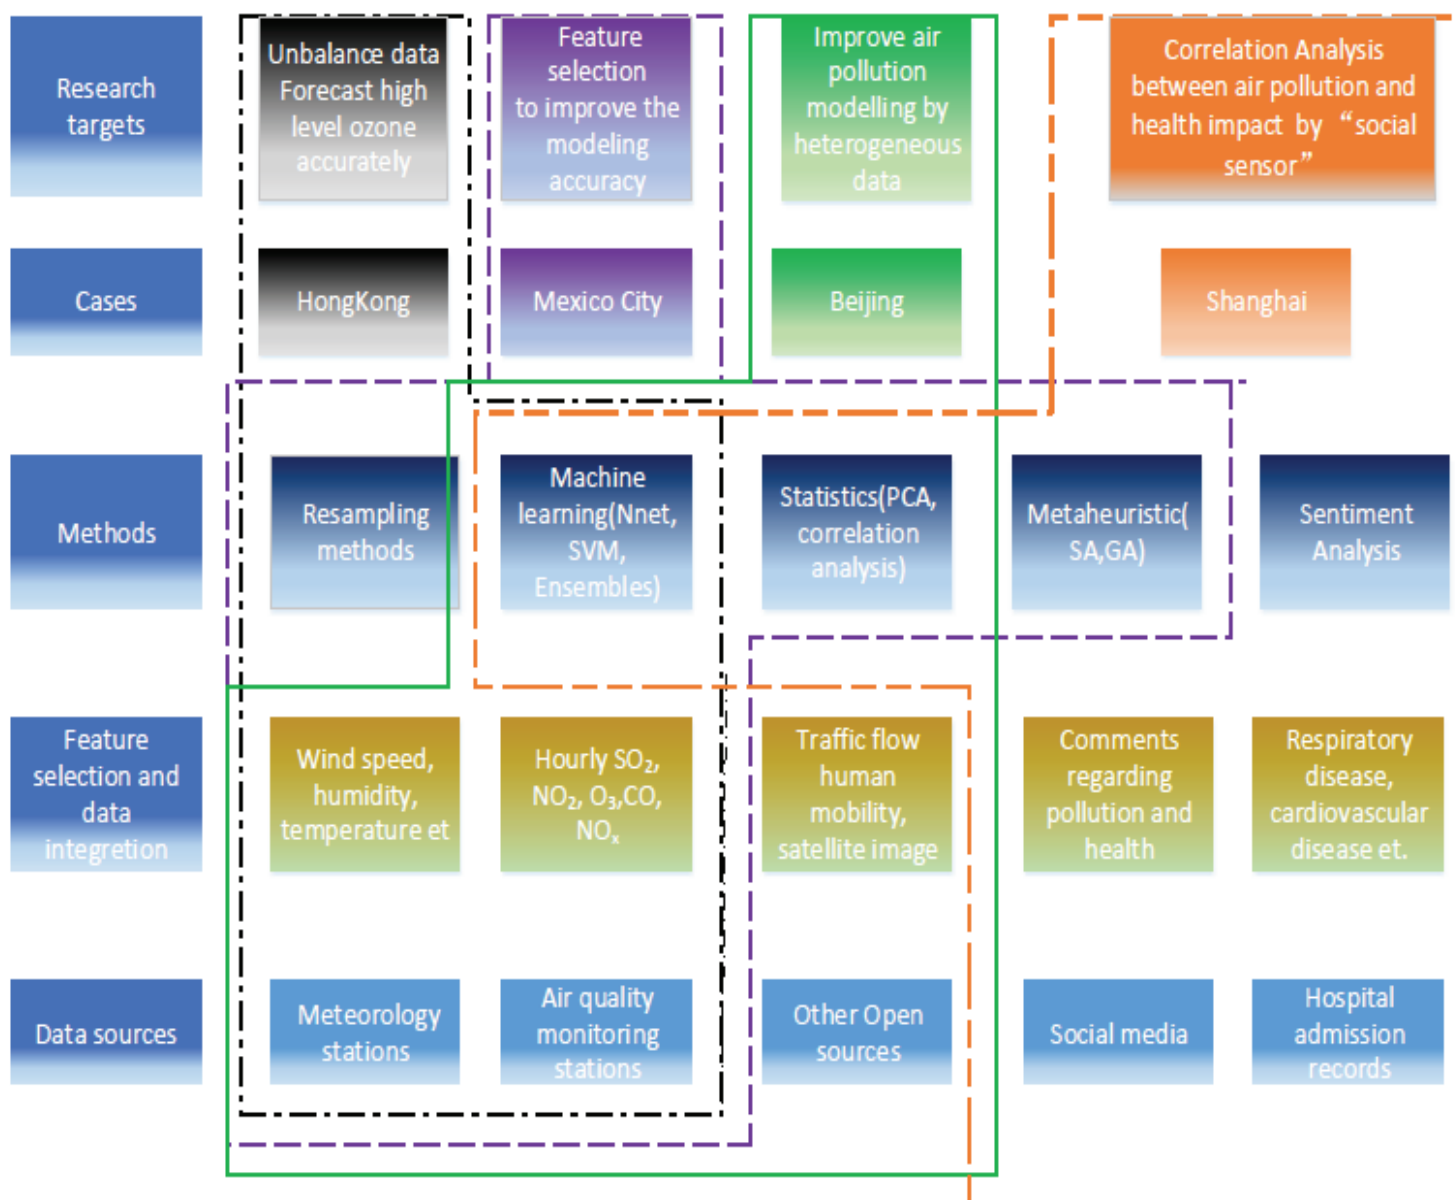 Research
targets
Unbalance data
Forecast high
level ozone
accurately
Feature
selection
to improve the
modeling
accuracy
Improve air
pollution
modelling by
heterogeneous
data
Correlation Analysis
between air pollution and
health impact by “social
sensor”
Cases
HongKong
Mexico City
Beijing
Shanghai
Methods
Resampling
methods
Machine
learning(Nnet,
SVM,
Ensembles)
Statistics(PCA,
correlation
analysis)
Metaheuristic(
SA,GA)
Sentiment
Analysis
Feature
selection and
data
integretion
Wind speed,
humidity,
temperature et
Hourly SO₂,
NO₂, O₃,CO,
NOₓ
Traffic flow
human
mobility,
satellite image
Comments
regarding
pollution and
health
Respiratory
disease,
cardiovascular
disease et.
Data sources
Meteorology
stations
Air quality
monitoring
stations
Other Open
sources
Social media
Hospital
admission
records